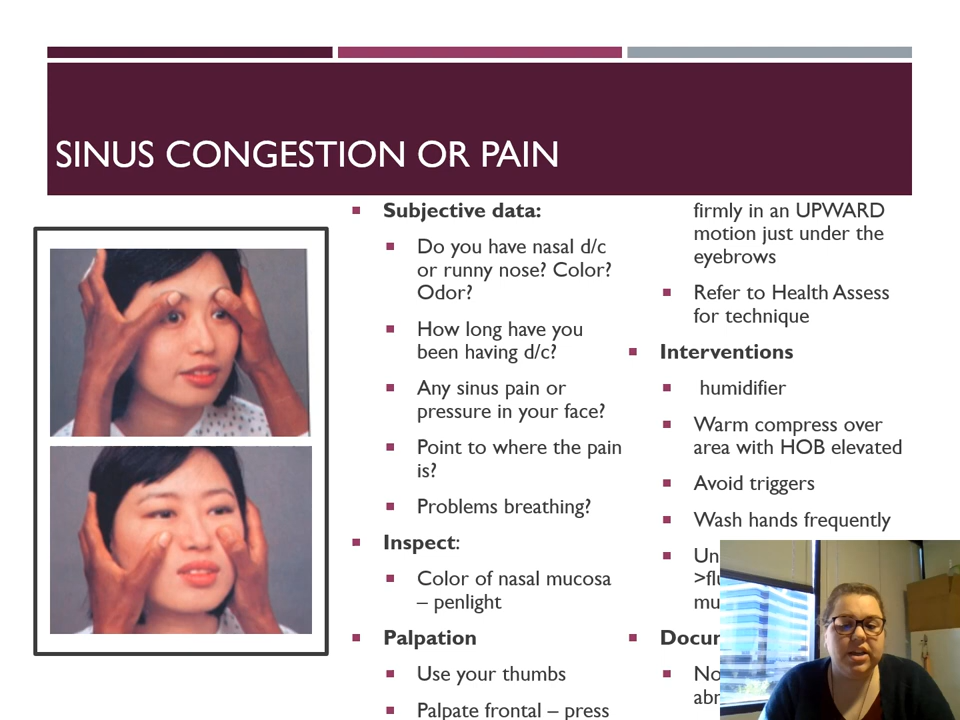 SINUS CONGESTION OR PAIN
Subjective data:
Do you have nasal d/c
or runny nose? Color?
Odor?
How long have you
been having d/c?
Any sinus pain or
pressure in your face?
Point to where the pain
is?
Problems breathing?
Inspect:
Color of nasal mucosa
– penlight
Palpation
Use your thumbs
Palpate frontal – press
firmly in an UPWARD
motion just under the
eyebrows
Refer to Health Assess
for technique
Interventions
humidifier
Warm compress over
area with HOB elevated
Avoid triggers
Wash hands frequently